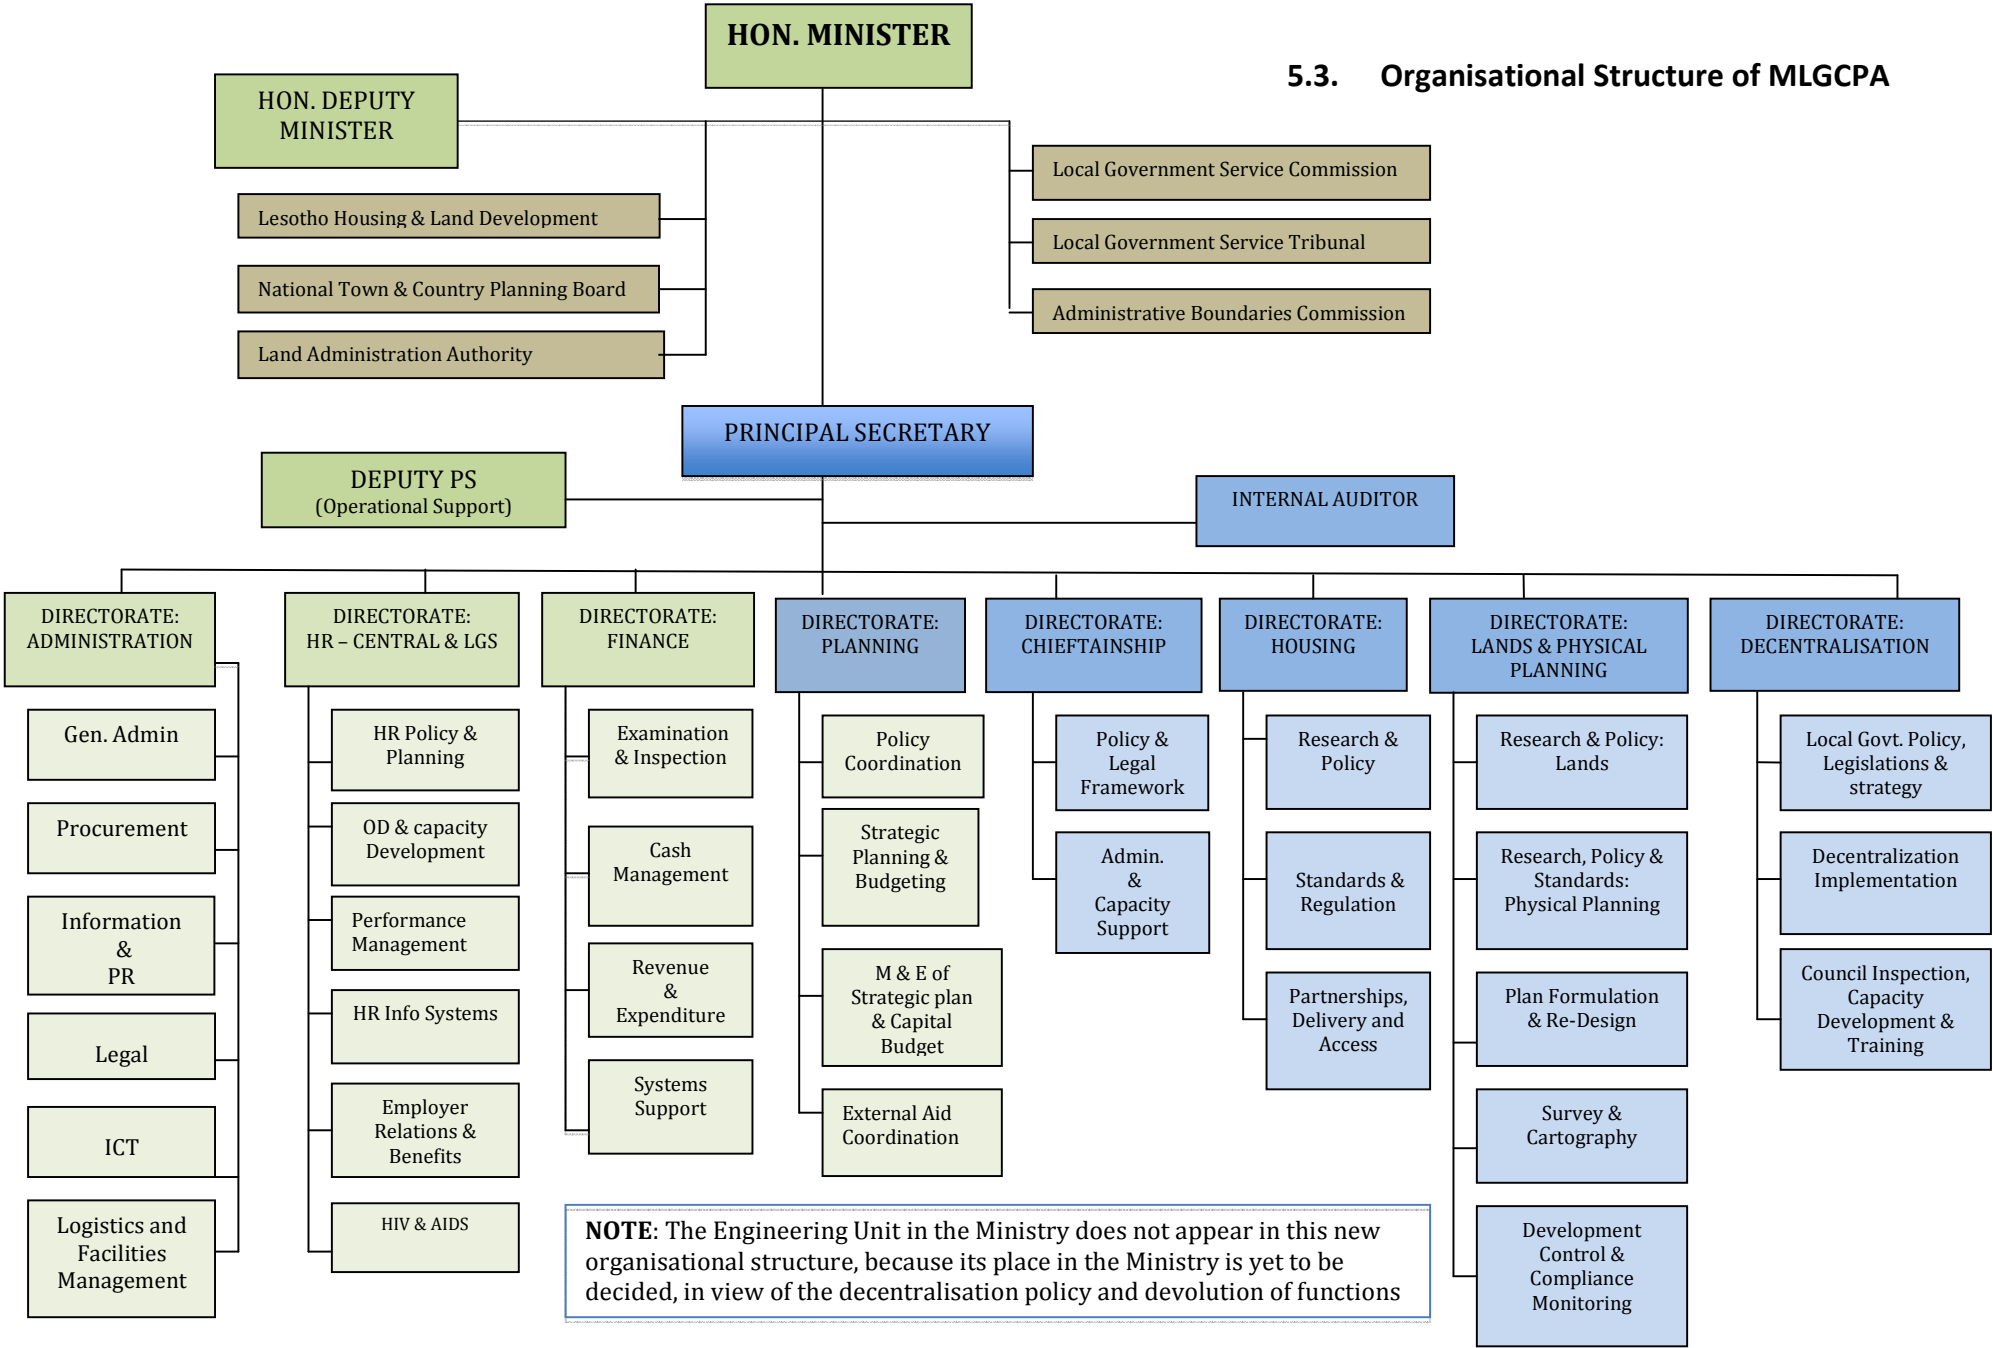 HON. MINISTER
5.3. Organisational Structure of MLGCPA
HON. DEPUTY
MINISTER
Local Government Service Commission
Lesotho Housing & Land Development
Local Government Service Tribunal
National Town & Country Planning Board
Administrative Boundaries Commission
Land Administration Authority
PRINCIPAL SECRETARY
DEPUTY PS
(Operational Support)
INTERNAL AUDITOR
DIRECTORATE:
ADMINISTRATION
DIRECTORATE:
HR – CENTRAL & LGS
DIRECTORATE:
FINANCE
DIRECTORATE:
PLANNING
DIRECTORATE:
CHIEFTAINSHIP
DIRECTORATE:
HOUSING
DIRECTORATE:
LANDS & PHYSICAL
PLANNING
DIRECTORATE:
DECENTRALISATION
Gen. Admin
Procurement
Information
&
PR
Legal
ICT
Logistics and
Facilities
Management
HR Policy &
Planning
OD & capacity
Development
Performance
Management
HR Info Systems
Employer
Relations &
Benefits
HIV & AIDS
Examination
& Inspection
Cash
Management
Revenue
&
Expenditure
Systems
Support
Policy
Coordination
Strategic
Planning &
Budgeting
M & E of
Strategic plan
& Capital
Budget
External Aid
Coordination
Policy &
Legal
Framework
Admin.
&
Capacity
Support
Research &
Policy
Standards &
Regulation
Partnerships,
Delivery and
Access
Research & Policy:
Lands
Research, Policy &
Standards:
Physical Planning
Plan Formulation
& Re-Design
Survey &
Cartography
Development
Control &
Compliance
Monitoring
Local Govt. Policy,
Legislations &
strategy
Decentralization
Implementation
Council Inspection,
Capacity
Development &
Training
NOTE: The Engineering Unit in the Ministry does not appear in this new
organisational structure, because its place in the Ministry is yet to be
decided, in view of the decentralisation policy and devolution of functions